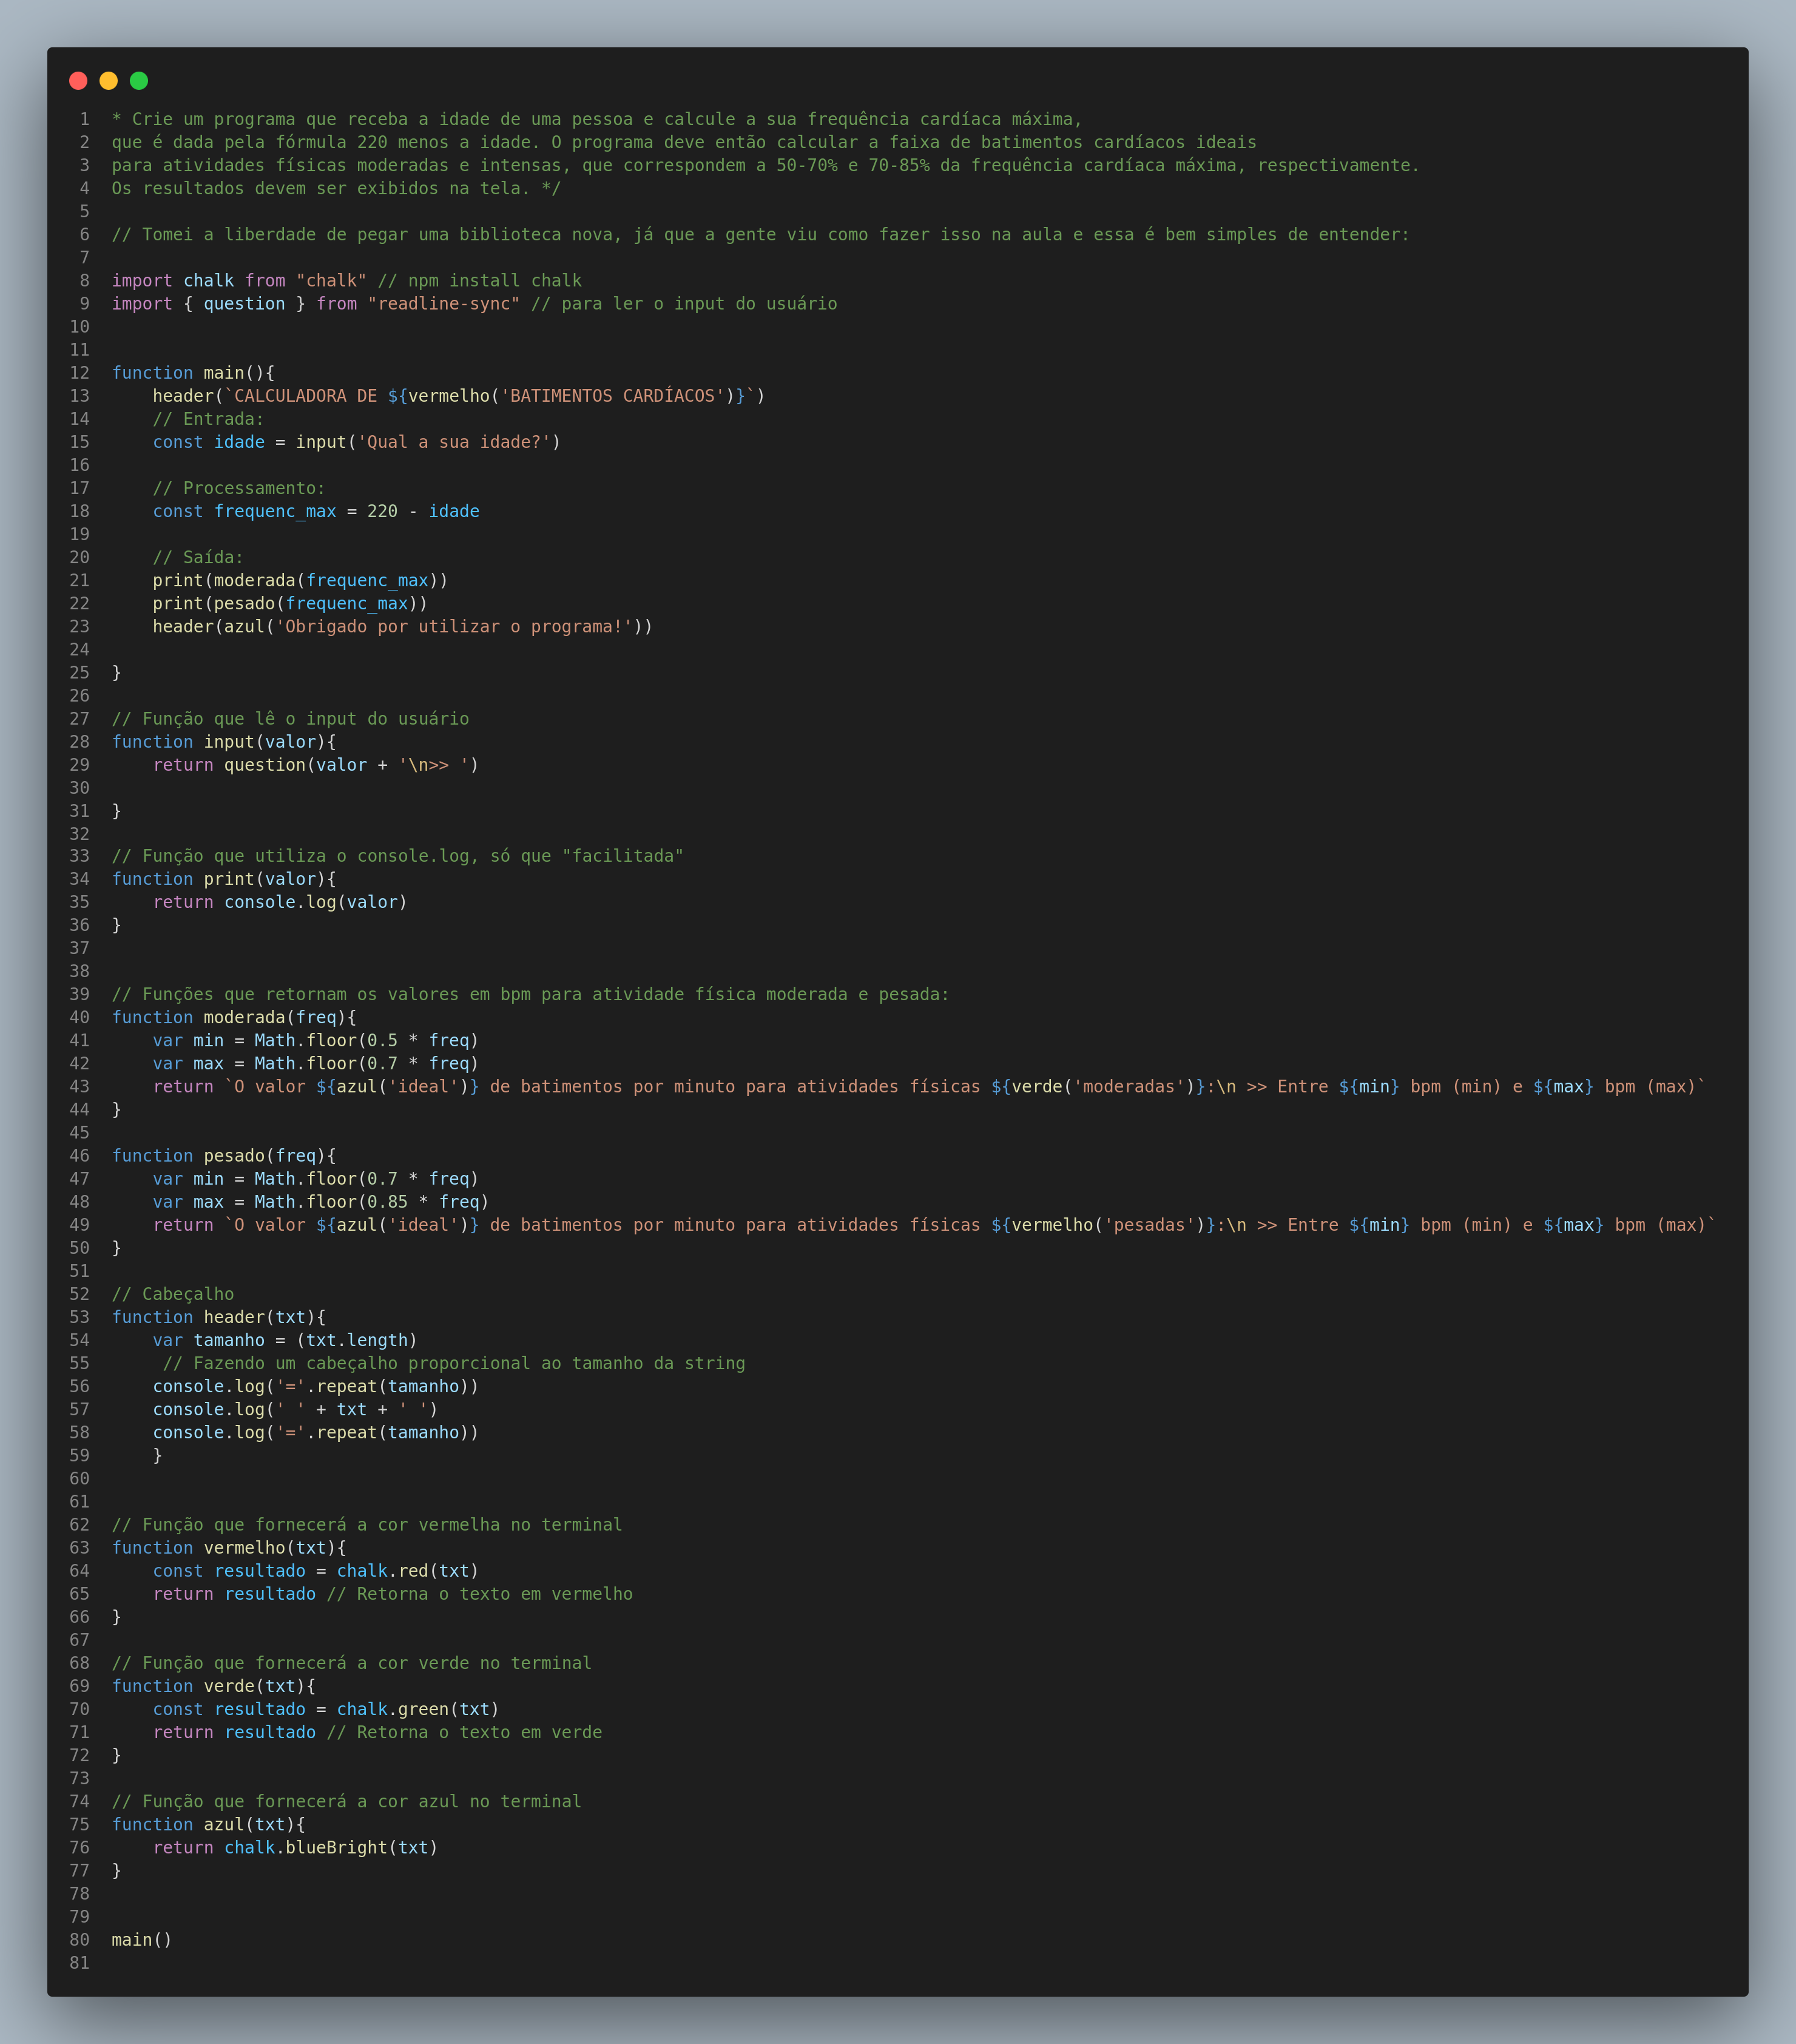 1 * Crie um programa que receba a idade de uma pessoa e calcule a sua frequência cardíaca máxima,
2 que é dada pela fórmula 220 menos a idade. O programa deve então calcular a faixa de batimentos cardíacos ideais
3 para atividades físicas moderadas e intensas, que correspondem a 50-70% e 70-85% da frequência cardíaca máxima, respectivamente.
4 Os resultados devem ser exibidos na tela. */
5
6 // Tomei a liberdade de pegar uma biblioteca nova, já que a gente viu como fazer isso na aula e essa é bem simples de entender:
7
8 import chalk from "chalk" // npm install chalk
9 import { question } from "readline-sync" // para ler o input do usuário
10
11
12 function main(){
13     header(`CALCULADORA DE ${vermelho('BATIMENTOS CARDÍACOS')}`)
14     // Entrada:
15     const idade = input('Qual a sua idade?')
16
17     // Processamento:
18     const frequenc_max = 220 - idade
19
20     // Saída:
21     print(moderada(frequenc_max))
22     print(pesado(frequenc_max))
23     header(azul('Obrigado por utilizar o programa!'))
24
25 }
26
27 // Função que lê o input do usuário
28 function input(valor){
29     return question(valor + '\n>> ')
30
31 }
32
33 // Função que utiliza o console.log, só que "facilitada"
34 function print(valor){
35     return console.log(valor)
36 }
37
38
39 // Funções que retornam os valores em bpm para atividade física moderada e pesada:
40 function moderada(freq){
41     var min = Math.floor(0.5 * freq)
42     var max = Math.floor(0.7 * freq)
43     return `O valor ${azul('ideal')} de batimentos por minuto para atividades físicas ${verde('moderadas')}:\n >> Entre ${min} bpm (min) e ${max} bpm (max)`
44 }
45
46 function pesado(freq){
47     var min = Math.floor(0.7 * freq)
48     var max = Math.floor(0.85 * freq)
49     return `O valor ${azul('ideal')} de batimentos por minuto para atividades físicas ${vermelho('pesadas')}:\n >> Entre ${min} bpm (min) e ${max} bpm (max)`
50 }
51
52 // Cabeçalho
53 function header(txt){
54     var tamanho = (txt.length)
55      // Fazendo um cabeçalho proporcional ao tamanho da string
56     console.log('='.repeat(tamanho))
57     console.log(' ' + txt + ' ')
58     console.log('='.repeat(tamanho))
59     }
60
61
62 // Função que fornecerá a cor vermelha no terminal
63 function vermelho(txt){
64     const resultado = chalk.red(txt)
65     return resultado // Retorna o texto em vermelho
66 }
67
68 // Função que fornecerá a cor verde no terminal
69 function verde(txt){
70     const resultado = chalk.green(txt)
71     return resultado // Retorna o texto em verde
72 }
73
74 // Função que fornecerá a cor azul no terminal
75 function azul(txt){
76     return chalk.blueBright(txt)
77 }
78
79
80 main()
81